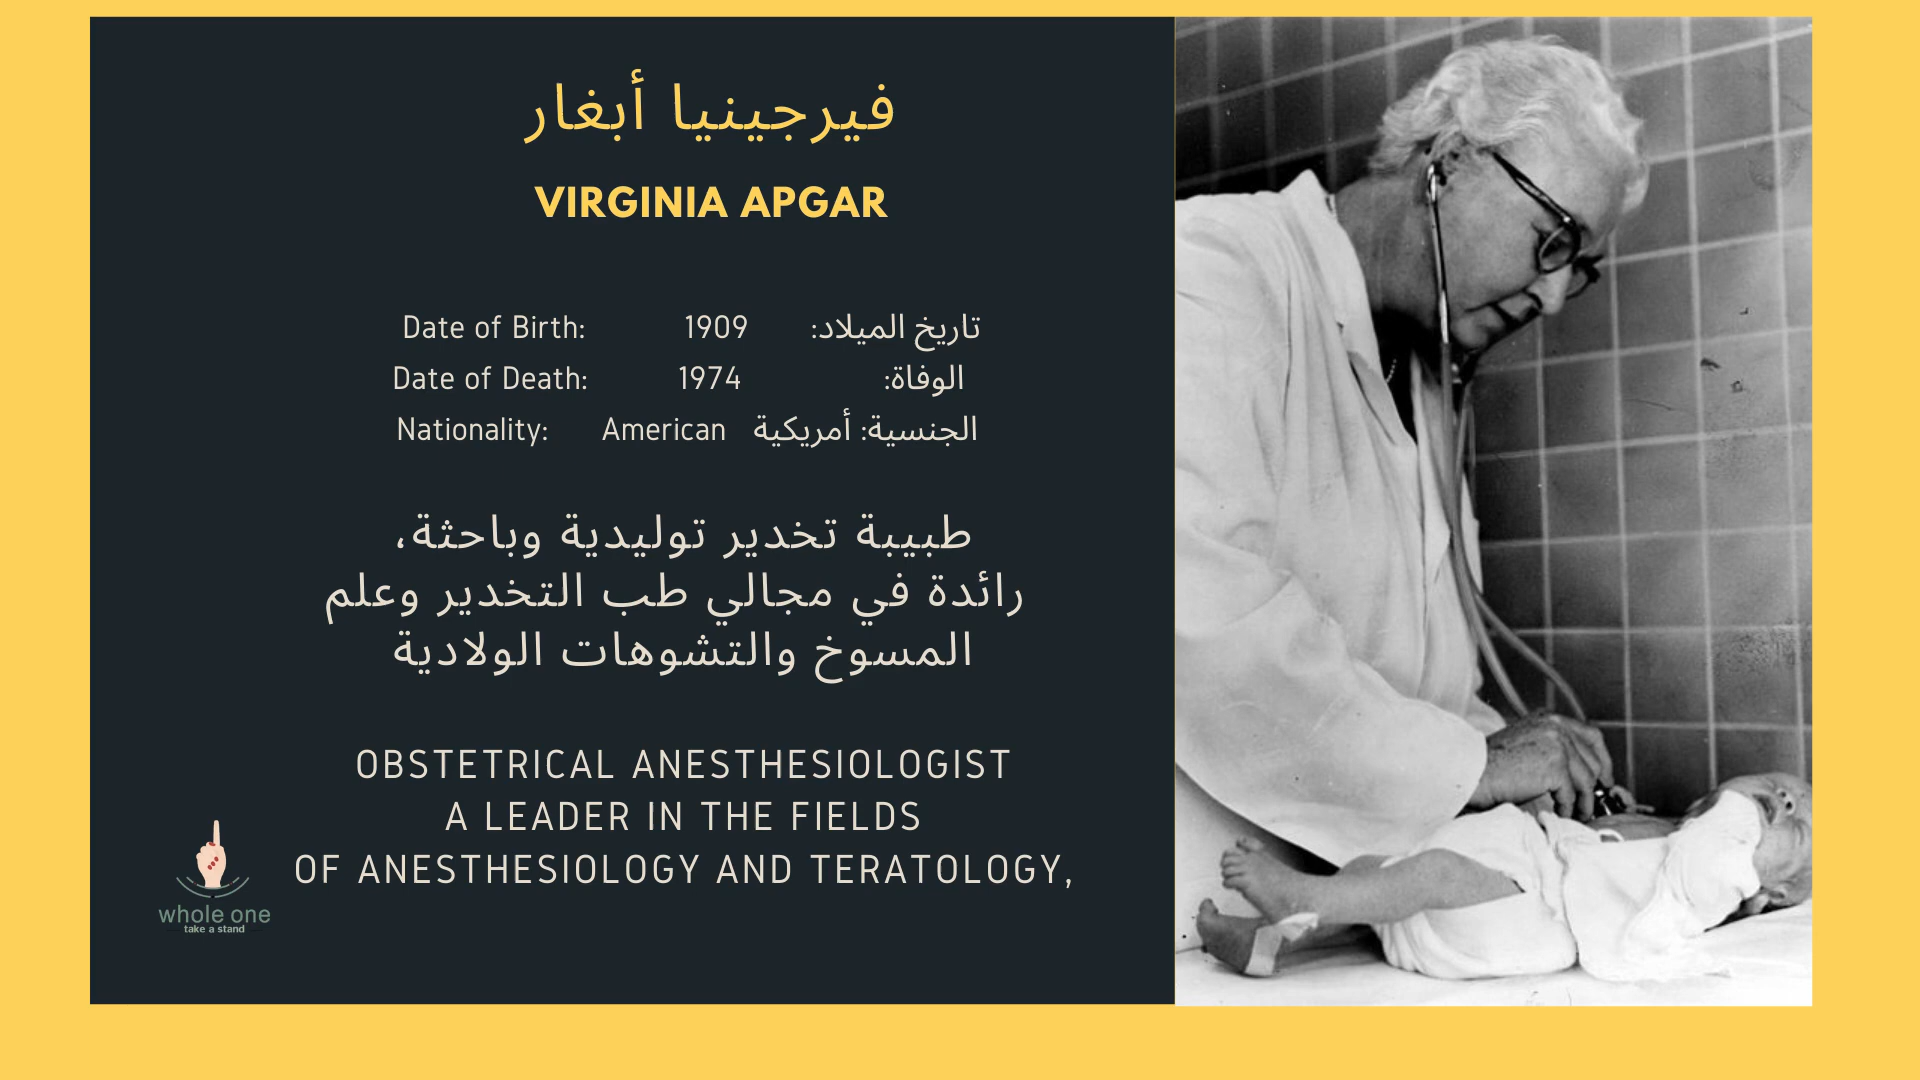 فيرجينيا أبغار
VIRGINIA APGAR
Date of Birth: 1909 تاريخ الميلاد:
Date of Death: 1974 الوفاة:
Nationality: American الجنسية: أمريكية
طبيبة تخدير توليدية وباحثة،
رائدة في مجالي طب التخدير وعلم
المسوخ والتشوهات الولادية
OBSTETRICAL ANESTHESIOLOGIST
A LEADER IN THE FIELDS
OF ANESTHESIOLOGY AND TERATOLOGY,
whole one
take a stand